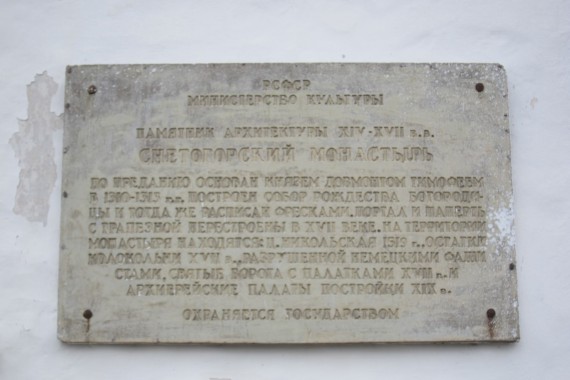 РСФСР
МИНИСТЕРСТВО КУЛЬТУРЫ
ПАМЯТНИК АРХИТЕКТУРЫ XIV-XVII в.в.
СНЕТОГОРСКИЙ МОНАСТЫРЬ
ПО ПРЕДАНИЮ ОСНОВАН КНЯЗЕМ ДОВМОНТОМ ТИМОФЕЕМ
В 1310-1313 г.г. ПОСТРОЕН СОБОР РОЖДЕСТВА БОГОРОДИ-
ЦЫ И ТОГДА ЖЕ РАСПИСАН ФРЕСКАМИ. ПОРТАЛ И ПАПЕРТЬ
С ТРАПЕЗНОЙ ПЕРЕСТРОЕНЫ В XVII ВЕКЕ. НА ТЕРРИТОРИИ
МОНАСТЫРЯ НАХОДЯТСЯ: Ц. НИКОЛЬСКАЯ 1519 г., ОСТАТКИ
КОЛОКОЛЬНИ XVII в., РАЗРУШЕННОЙ НЕМЕЦКИМИ ФАШИ
СТАМИ, СВЯТЫЕ ВОРОТА С ПАЛАТКАМИ XVII в. И
АРХИЕРЕЙСКИЕ ПАЛАТЫ ПОСТРОЙКИ XIX в.
ОХРАНЯЕТСЯ ГОСУДАРСТВОМ